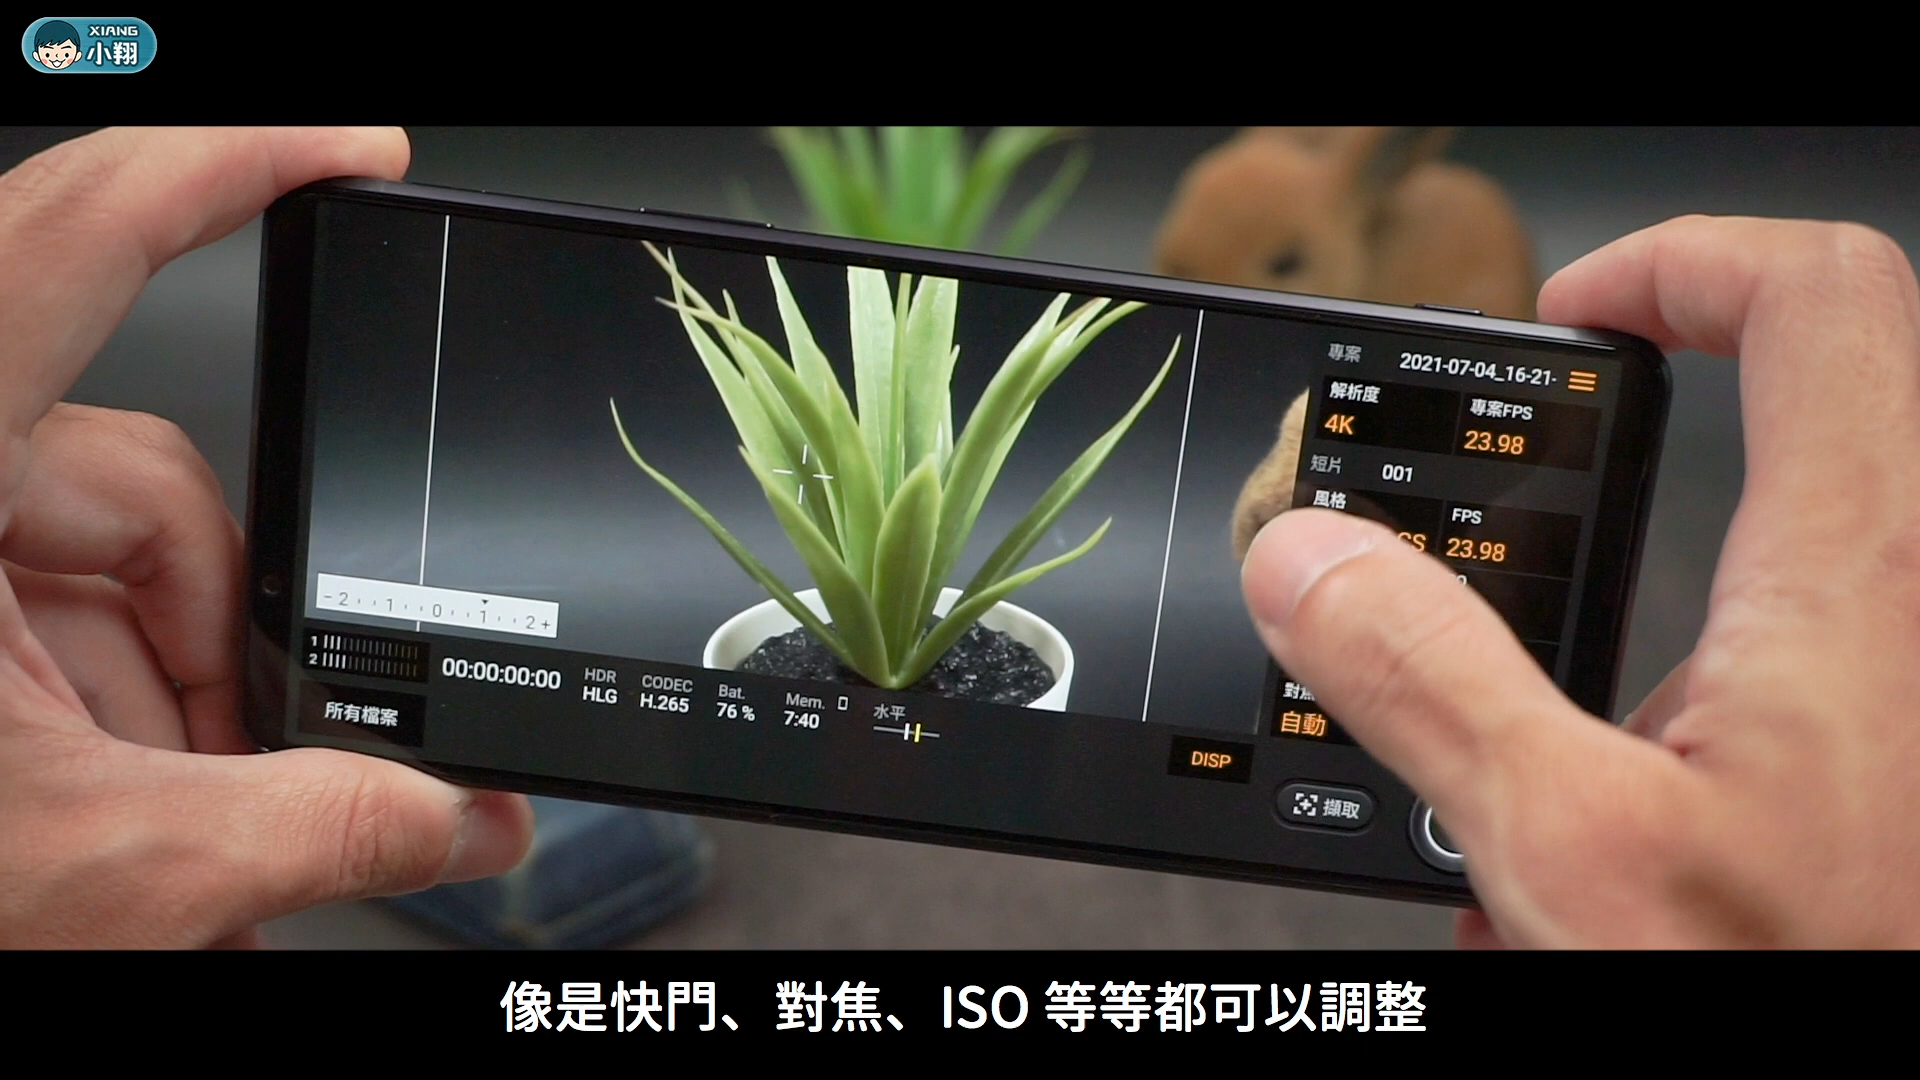 XIANG
小翔
專案 2021-07-04_16-21-
解析度 專案FPS
4K 23.98
短片 001
風格 FPS
CS 23.98
-2 1 0 1 2+
1
2
00:00:00:00
HDR CODEC Bat. Mem. 水平
HLG H.265 76 % 7:40
所有檔案
自動
DISP
擷取
像是快門、對焦、ISO 等等都可以調整